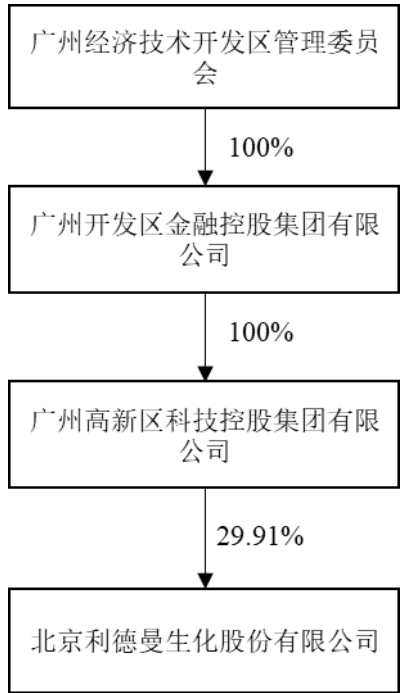 广州经济技术开发区管理委员
会
100%
广州开发区金融控股集团有限
公司
100%
广州高新区科技控股集团有限
公司
29.91%
北京利德曼生化股份有限公司